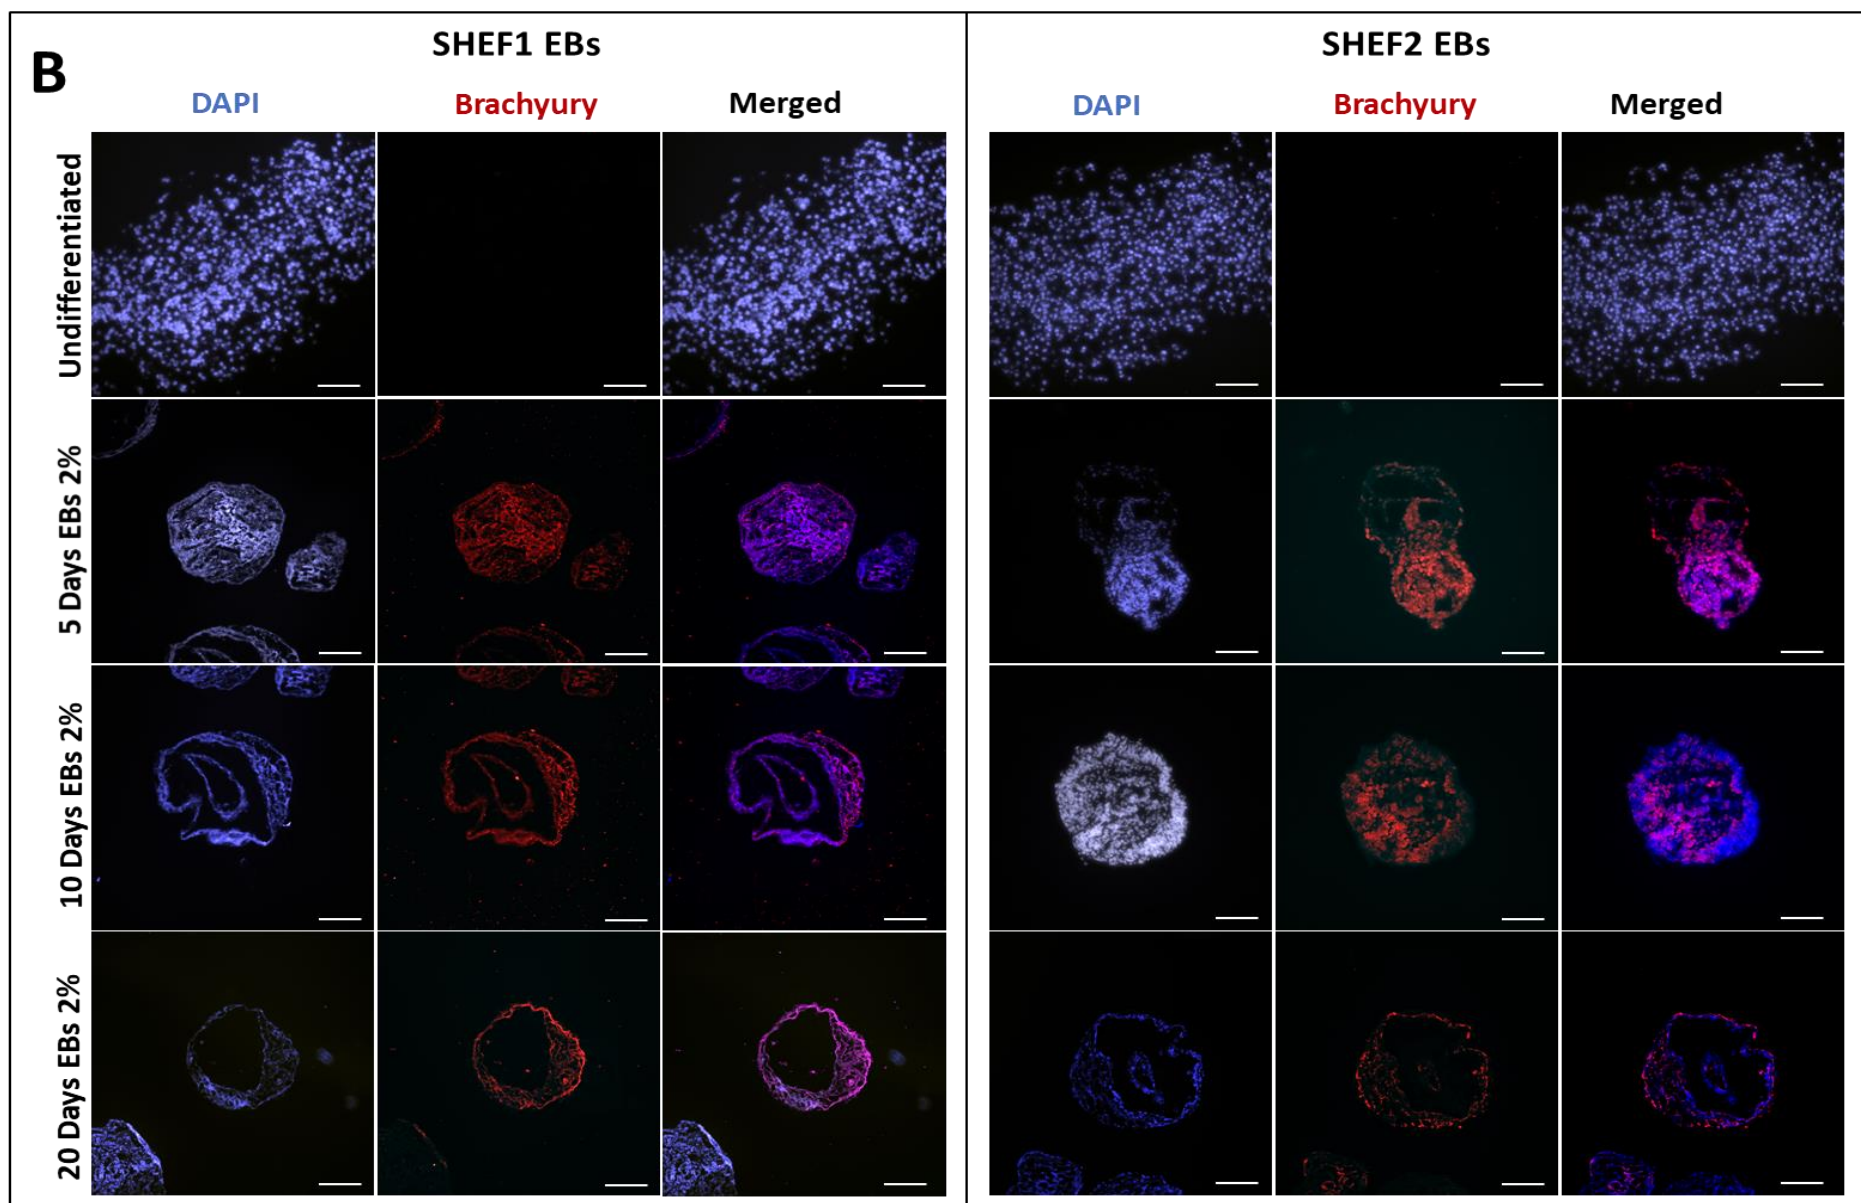 B
SHEF1 EBs
SHEF2 EBs
DAPI
Brachyury
Merged
DAPI
Brachyury
Merged
Undifferentiated
5 Days EBs 2%
10 Days EBs 2%
20 Days EBs 2%